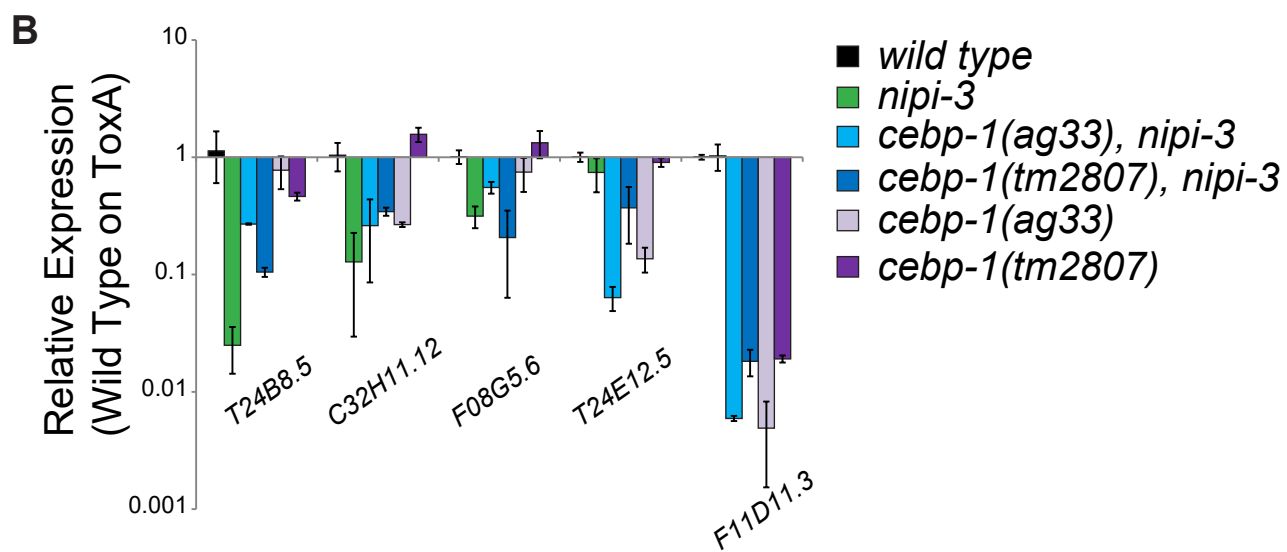 B
Relative Expression
(Wild Type on ToxA)
10
1
0.1
0.01
0.001
T24B8.5
C32H11.12
F08G5.6
T24E12.5
F11D11.3
wild type
nipi-3
cebp-1(ag33), nipi-3
cebp-1(tm2807), nipi-3
cebp-1(ag33)
cebp-1(tm2807)